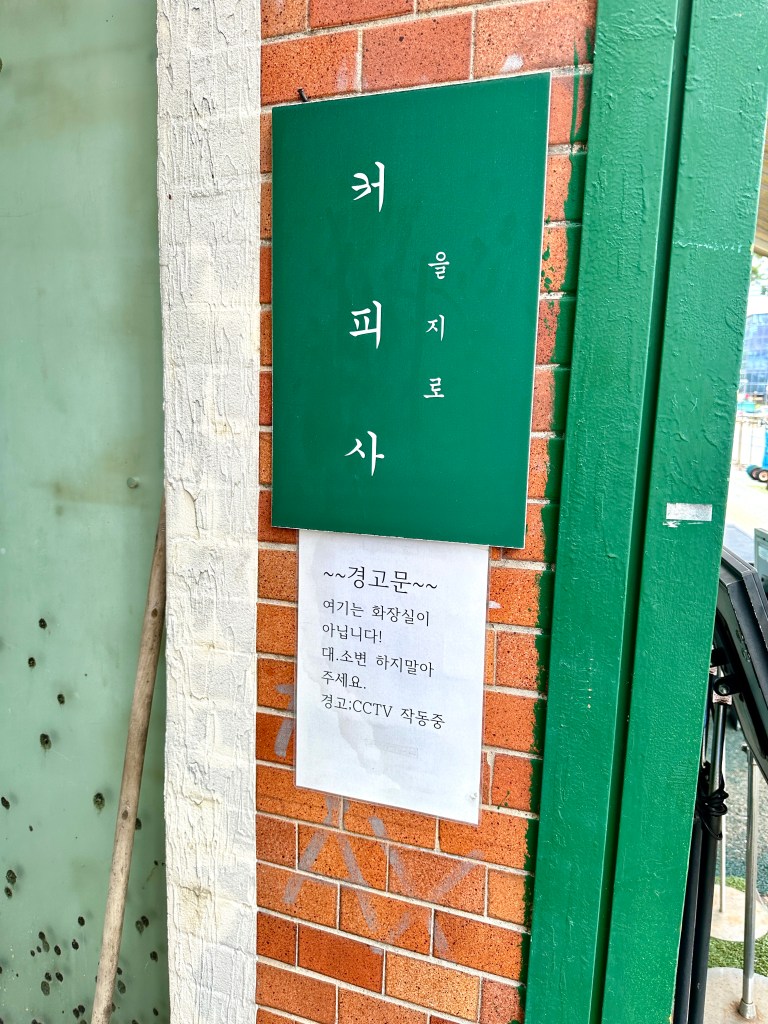 커피사
을지로
~~경고문~~
여기는 화장실이
아닙니다!
대.소변 하지말아
주세요.
경고;CCTV 작동중